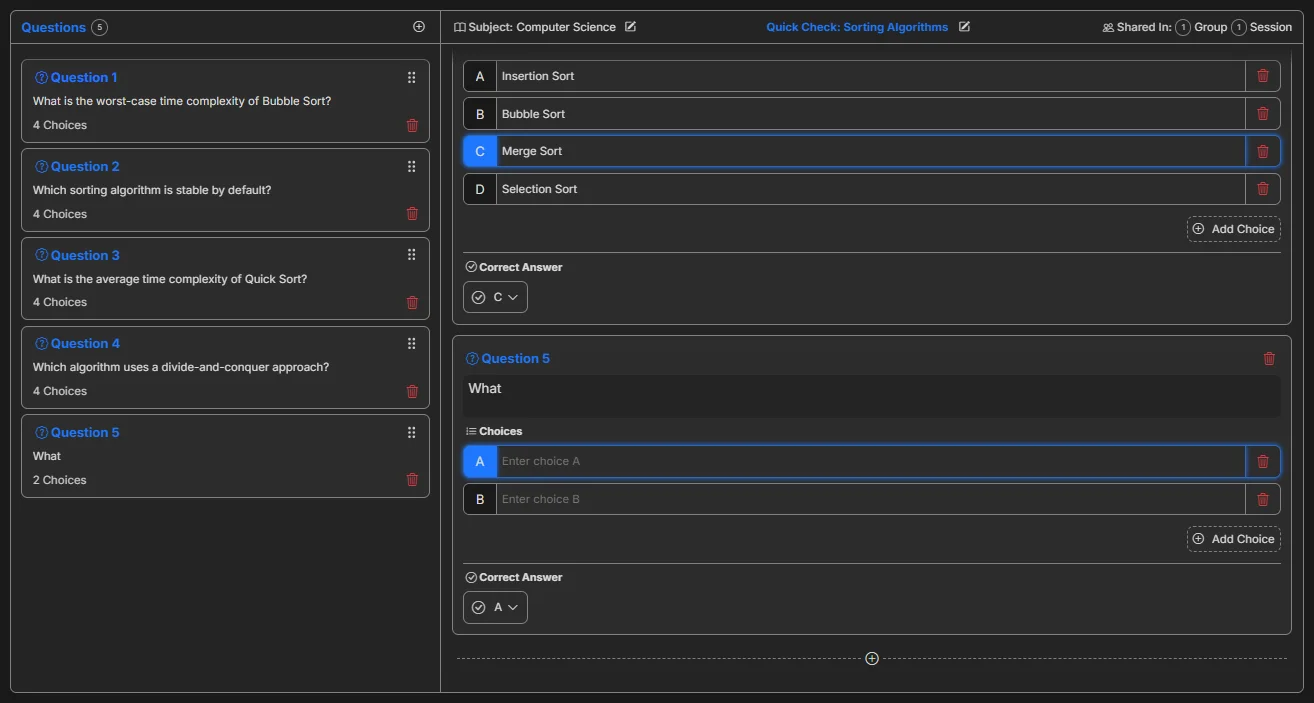 Questions 5
Question 1
What is the worst-case time complexity of Bubble Sort?
4 Choices
Question 2
Which sorting algorithm is stable by default?
4 Choices
Question 3
What is the average time complexity of Quick Sort?
4 Choices
Question 4
Which algorithm uses a divide-and-conquer approach?
4 Choices
Question 5
What
2 Choices
Subject: Computer Science
Quick Check: Sorting Algorithms
Shared In: 1 Group 1 Session
A Insertion Sort
B Bubble Sort
C Merge Sort
D Selection Sort
Add Choice
Correct Answer
C
Question 5
What
Choices
A Enter choice A
B Enter choice B
Add Choice
Correct Answer
A